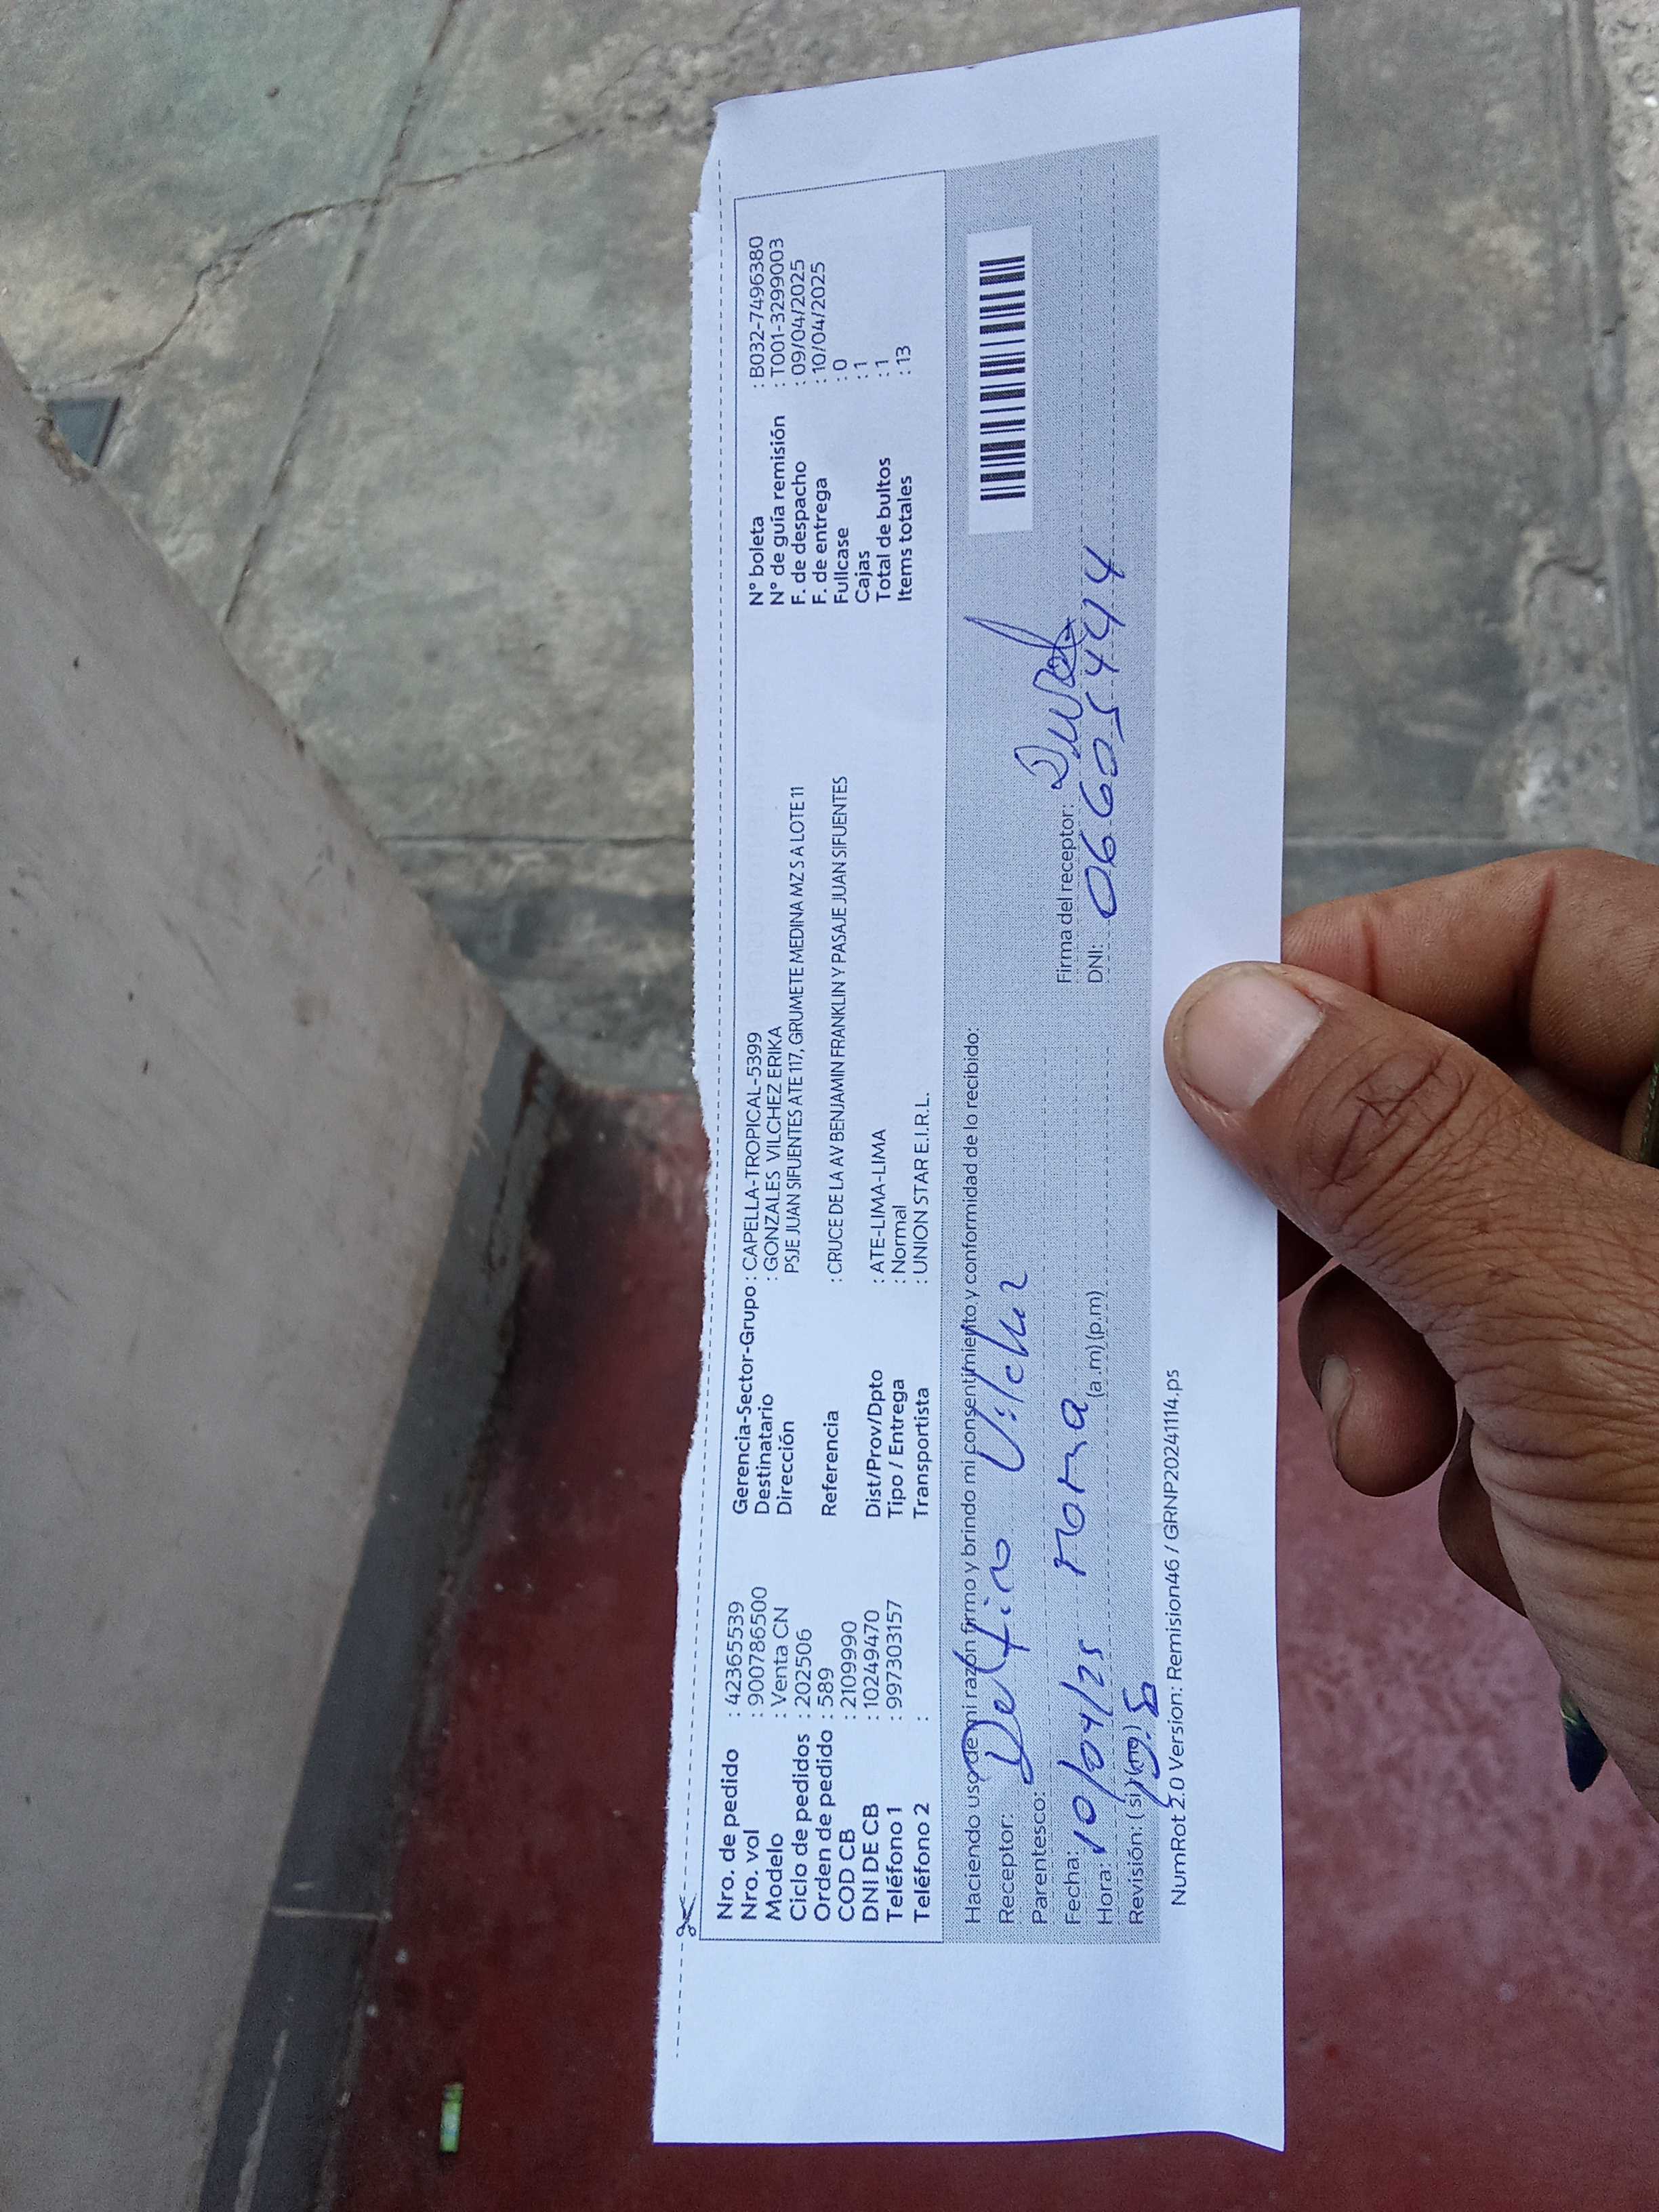 Nro. de pedido : 42365539
Nro. vol : 900786500
Modelo : Venta CN
Ciclo de pedidos : 202506
Orden de pedido : 589
COD CB : 2109990
DNI DE CB : 10249470
Teléfono 1 : 997303157
Teléfono 2 :
Gerencia-Sector-Grupo : CAPELLA-TROPICAL-5399
Destinatario : GONZALES VILCHEZ ERIKA
Dirección PSJE JUAN SIFUENTES ATE 117, GRUMETE MEDINA MZ S A LOTE 11
Referencia : CRUCE DE LA AV BENJAMIN FRANKLIN Y PASAJE JUAN SIFUENTES
Dist/Prov/Dpto : ATE-LIMA-LIMA
Tipo / Entrega : Normal
Transportista : UNION STAR E.I.R.L.
N° boleta : B032-7496380
N° de guía remisión : T001-3299003
F. de despacho : 09/04/2025
F. de entrega : 10/04/2025
Fullcase : 0
Cajas : 1
Total de bultos : 1
Items totales : 13
Haciendo uso de mi razón firmo y brindo mi consentimiento y conformidad de lo recibido:
Receptor: Delfina Vilchez
Parentesco: Mama
Fecha: 10/04/25
Hora: (a.m) (p.m)
Revisión: ( si ) (no )
Firma del receptor:
DNI: 06605444
NumRot 2.0 Version: Remision46 / GRNP20241114.ps